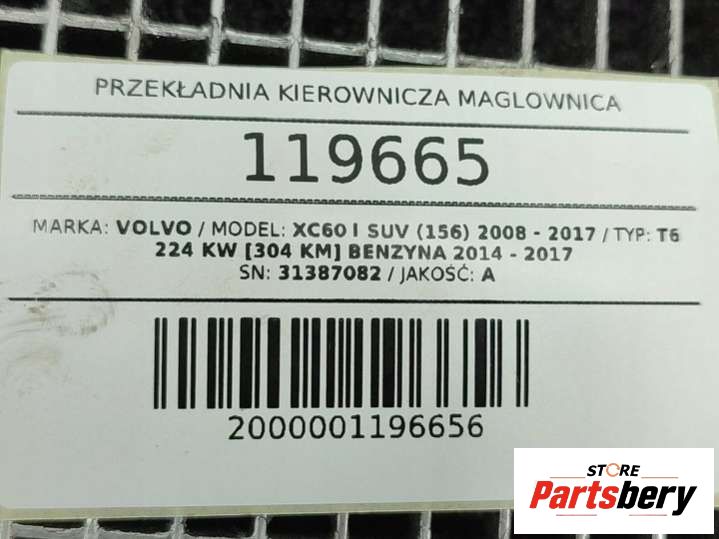 PRZEKŁADNIA KIEROWNICZA MAGLOWNICA
119665
MARKA: VOLVO / MODEL: XC60 I SUV (156) 2008 - 2017 / TYP: T6
224 KW [304 KM] BENZYNA 2014 - 2017
SN: 31387082 / JAKOŚĆ: A
2000001196656
STORE
Partsbery